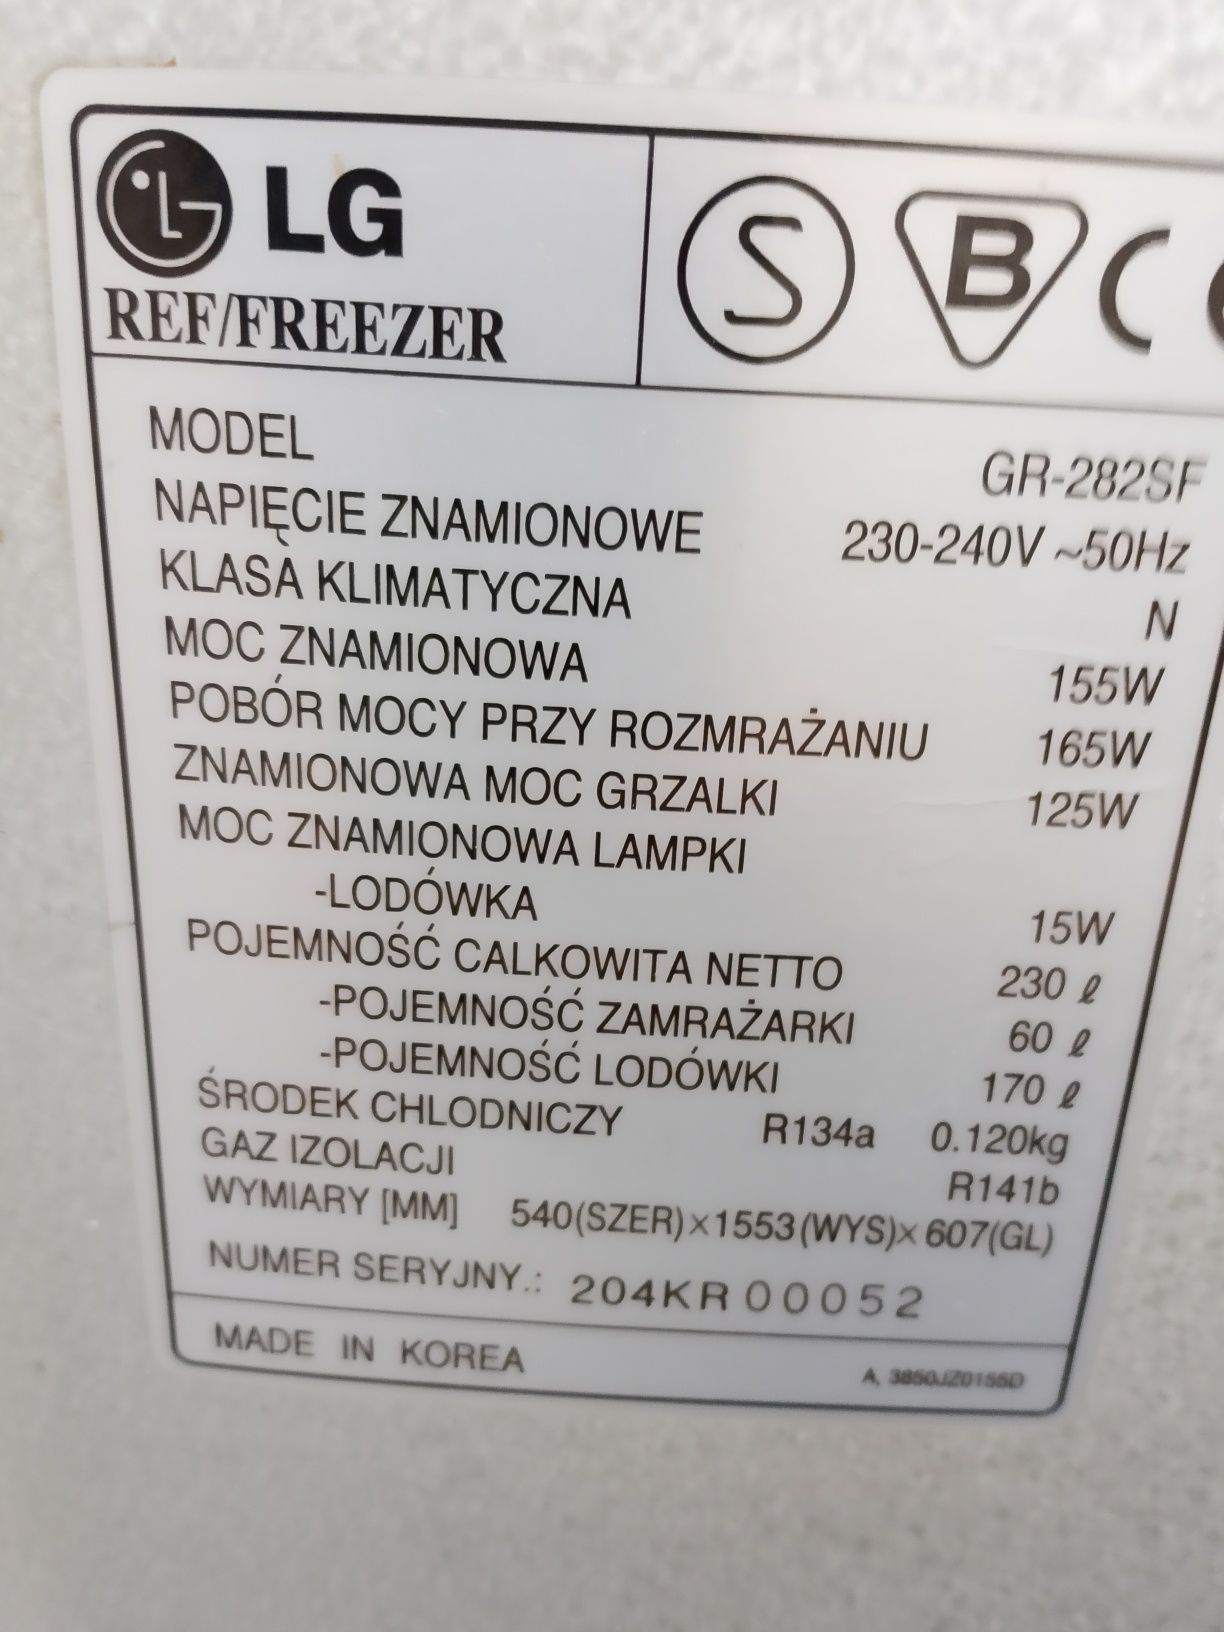 LG
REF/FREEZER
S B C
MODEL GR-282SF
NAPIĘCIE ZNAMIONOWE 230-240V ~50Hz
KLASA KLIMATYCZNA N
MOC ZNAMIONOWA 155W
POBÓR MOCY PRZY ROZMRAŻANIU 165W
ZNAMIONOWA MOC GRZALKI 125W
MOC ZNAMIONOWA LAMPKI
-LODÓWKA 15W
POJEMNOŚĆ CALKOWITA NETTO 230 ℓ
-POJEMNOŚĆ ZAMRAŻARKI 60 ℓ
-POJEMNOŚĆ LODÓWKI 170 ℓ
ŚRODEK CHLODNICZY R134a 0.120kg
GAZ IZOLACJI R141b
WYMIARY [MM] 540(SZER)×1553(WYS)×607(GL)
NUMER SERYJNY.: 204KR00052
MADE IN KOREA A, 3850JZ0155D